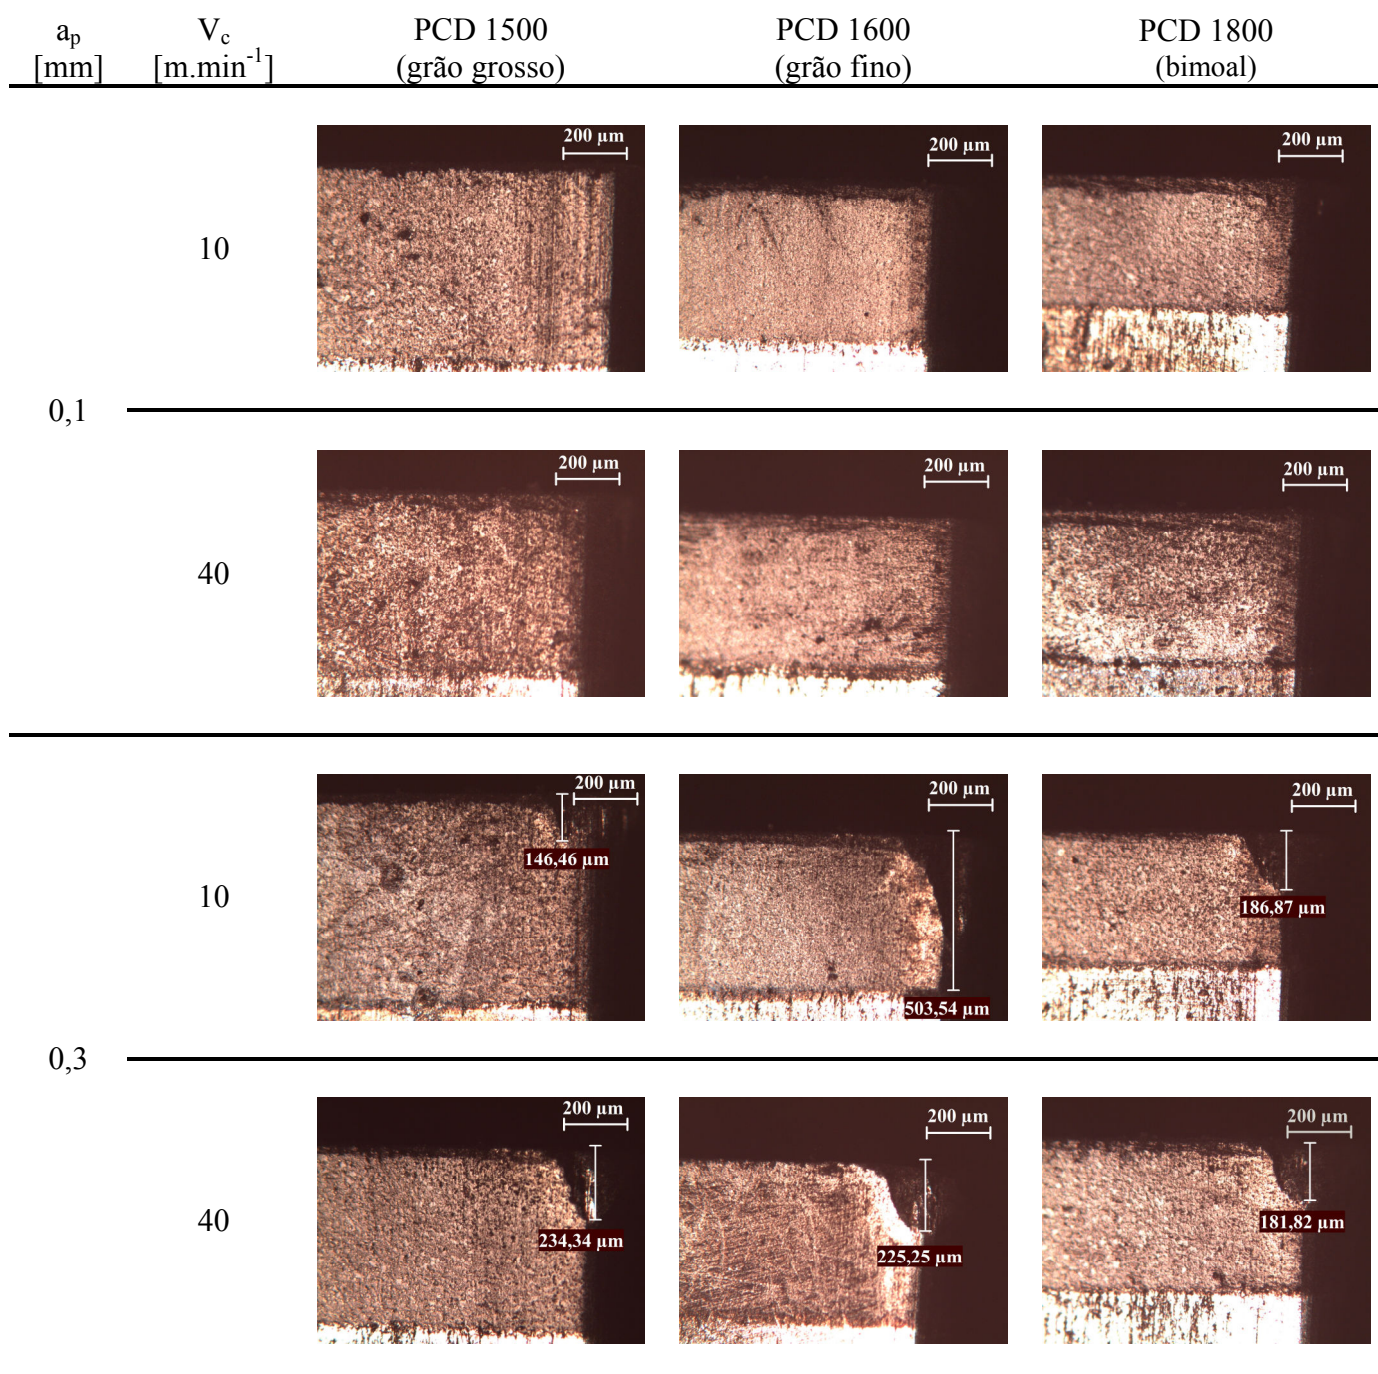 a_p V_c PCD 1500 PCD 1600 PCD 1800
[mm] [m.min⁻¹] (grão grosso) (grão fino) (bimoal)
200 µm 200 µm 200 µm
10
0,1
200 µm 200 µm 200 µm
40
200 µm 200 µm 200 µm
146,46 µm
10
186,87 µm
503,54 µm
0,3
200 µm 200 µm 200 µm
40
234,34 µm 225,25 µm 181,82 µm